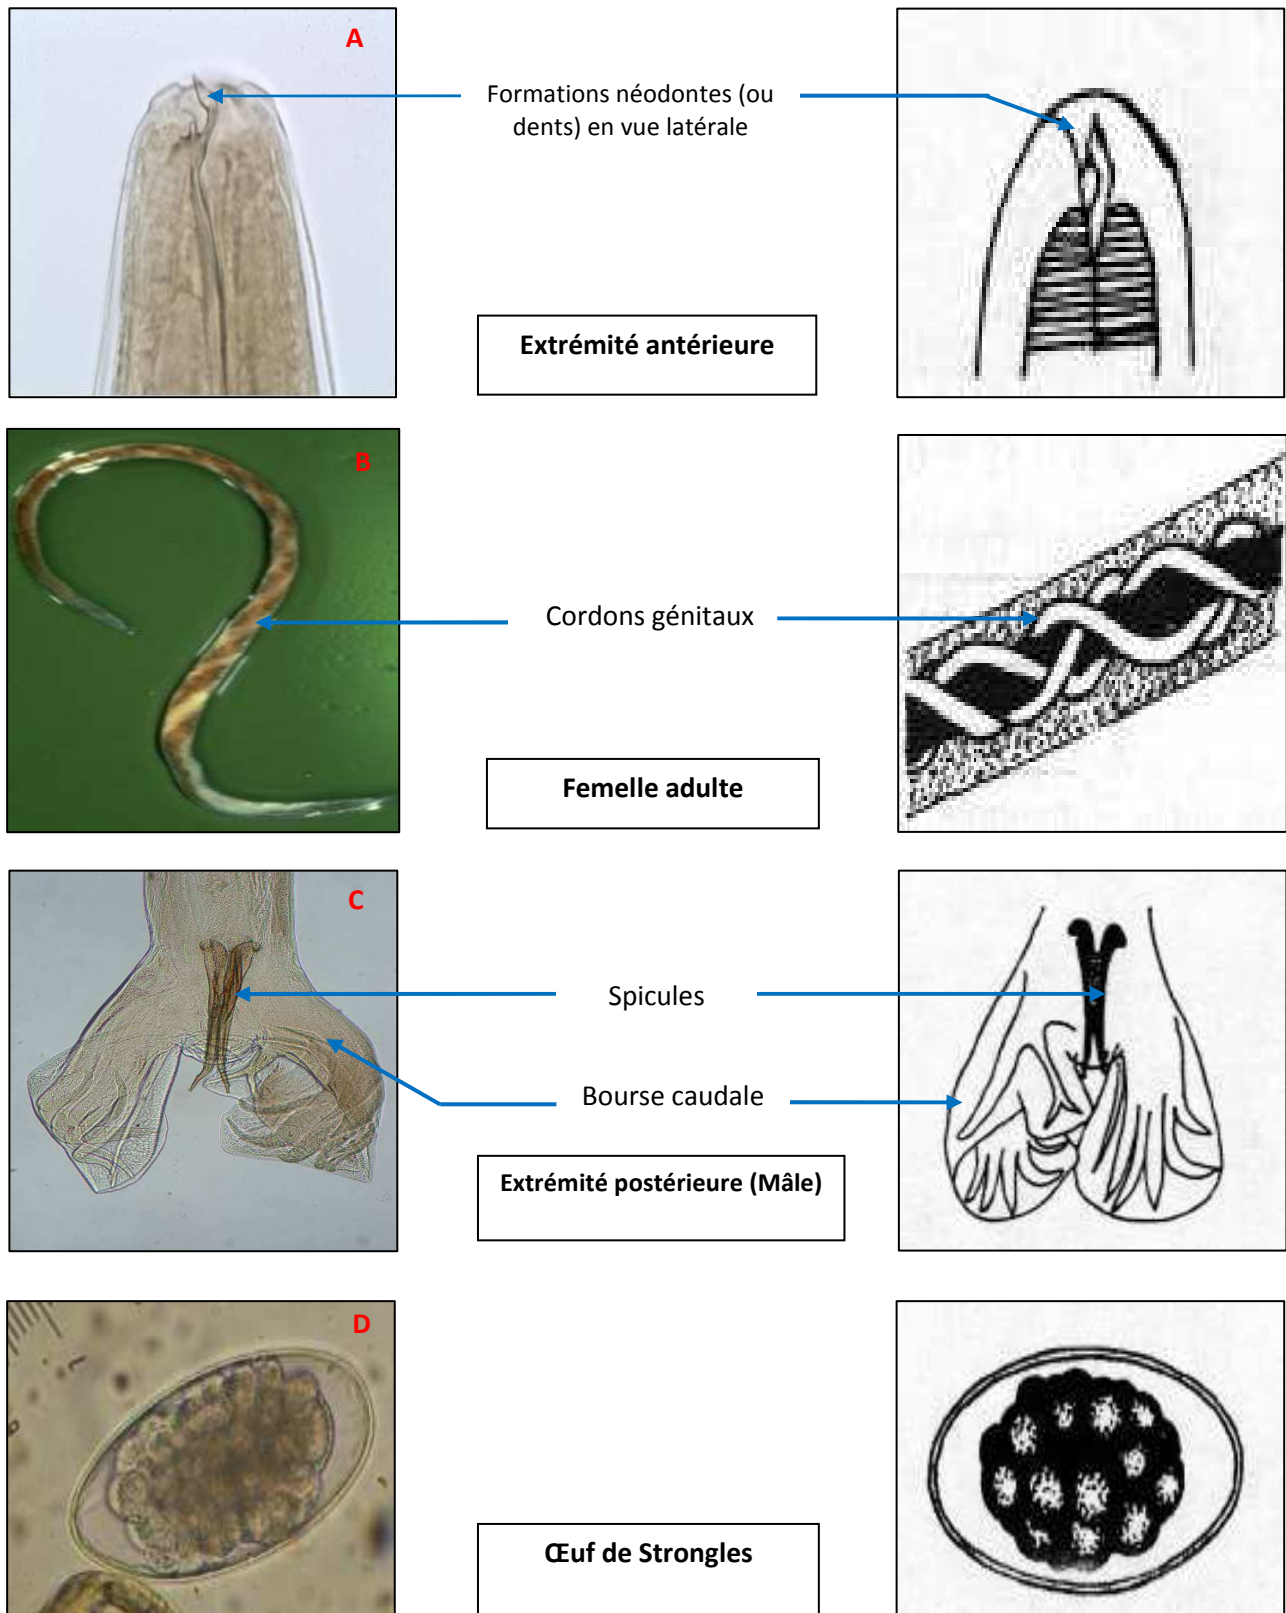 A
Formations néodontes (ou
dents) en vue latérale
Extrémité antérieure
B
Cordons génitaux
Femelle adulte
C
Spicules
Bourse caudale
Extrémité postérieure (Mâle)
D
Œuf de Strongles